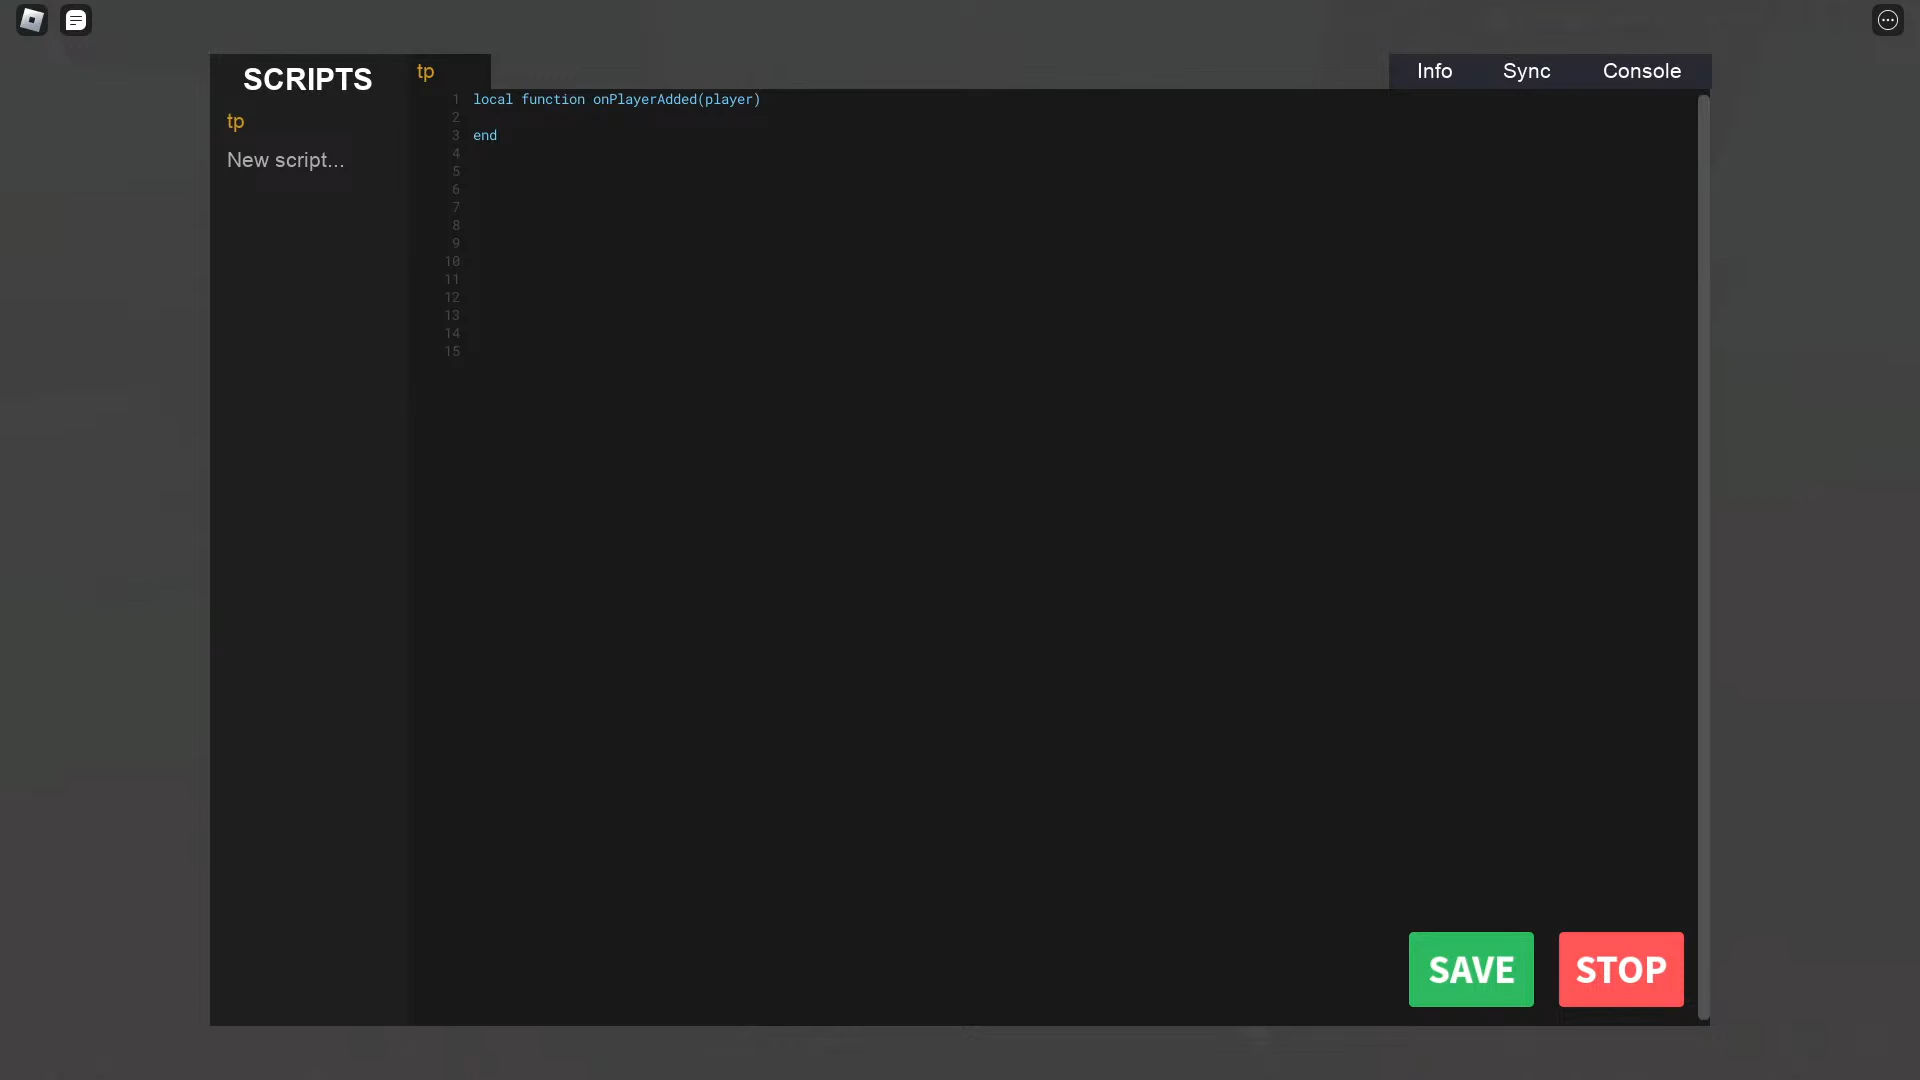 SCRIPTS
tp
New script...
tp
Info
Sync
Console
1 local function onPlayerAdded(player)
2
3 end
4
5
6
7
8
9
10
11
12
13
14
15
SAVE
STOP